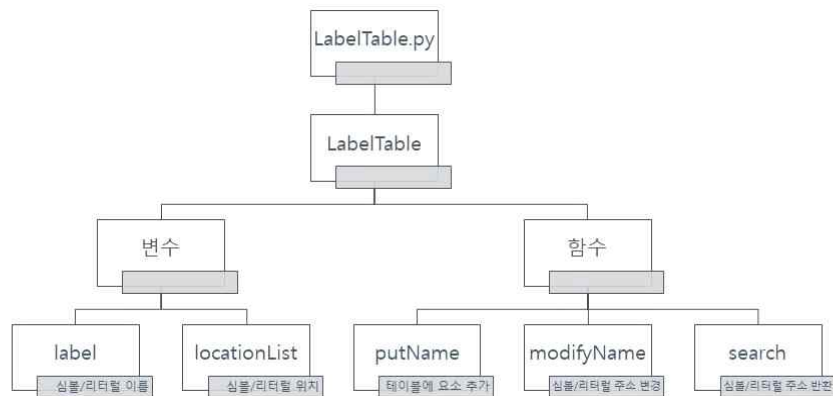 LabelTable.py
LabelTable
변수
함수
label
심볼/리터럴 이름
locationList
심볼/리터럴 위치
putName
테이블에 요소 추가
modifyName
심볼/리터럴 주소 변경
search
심볼/리터럴 주소 반환